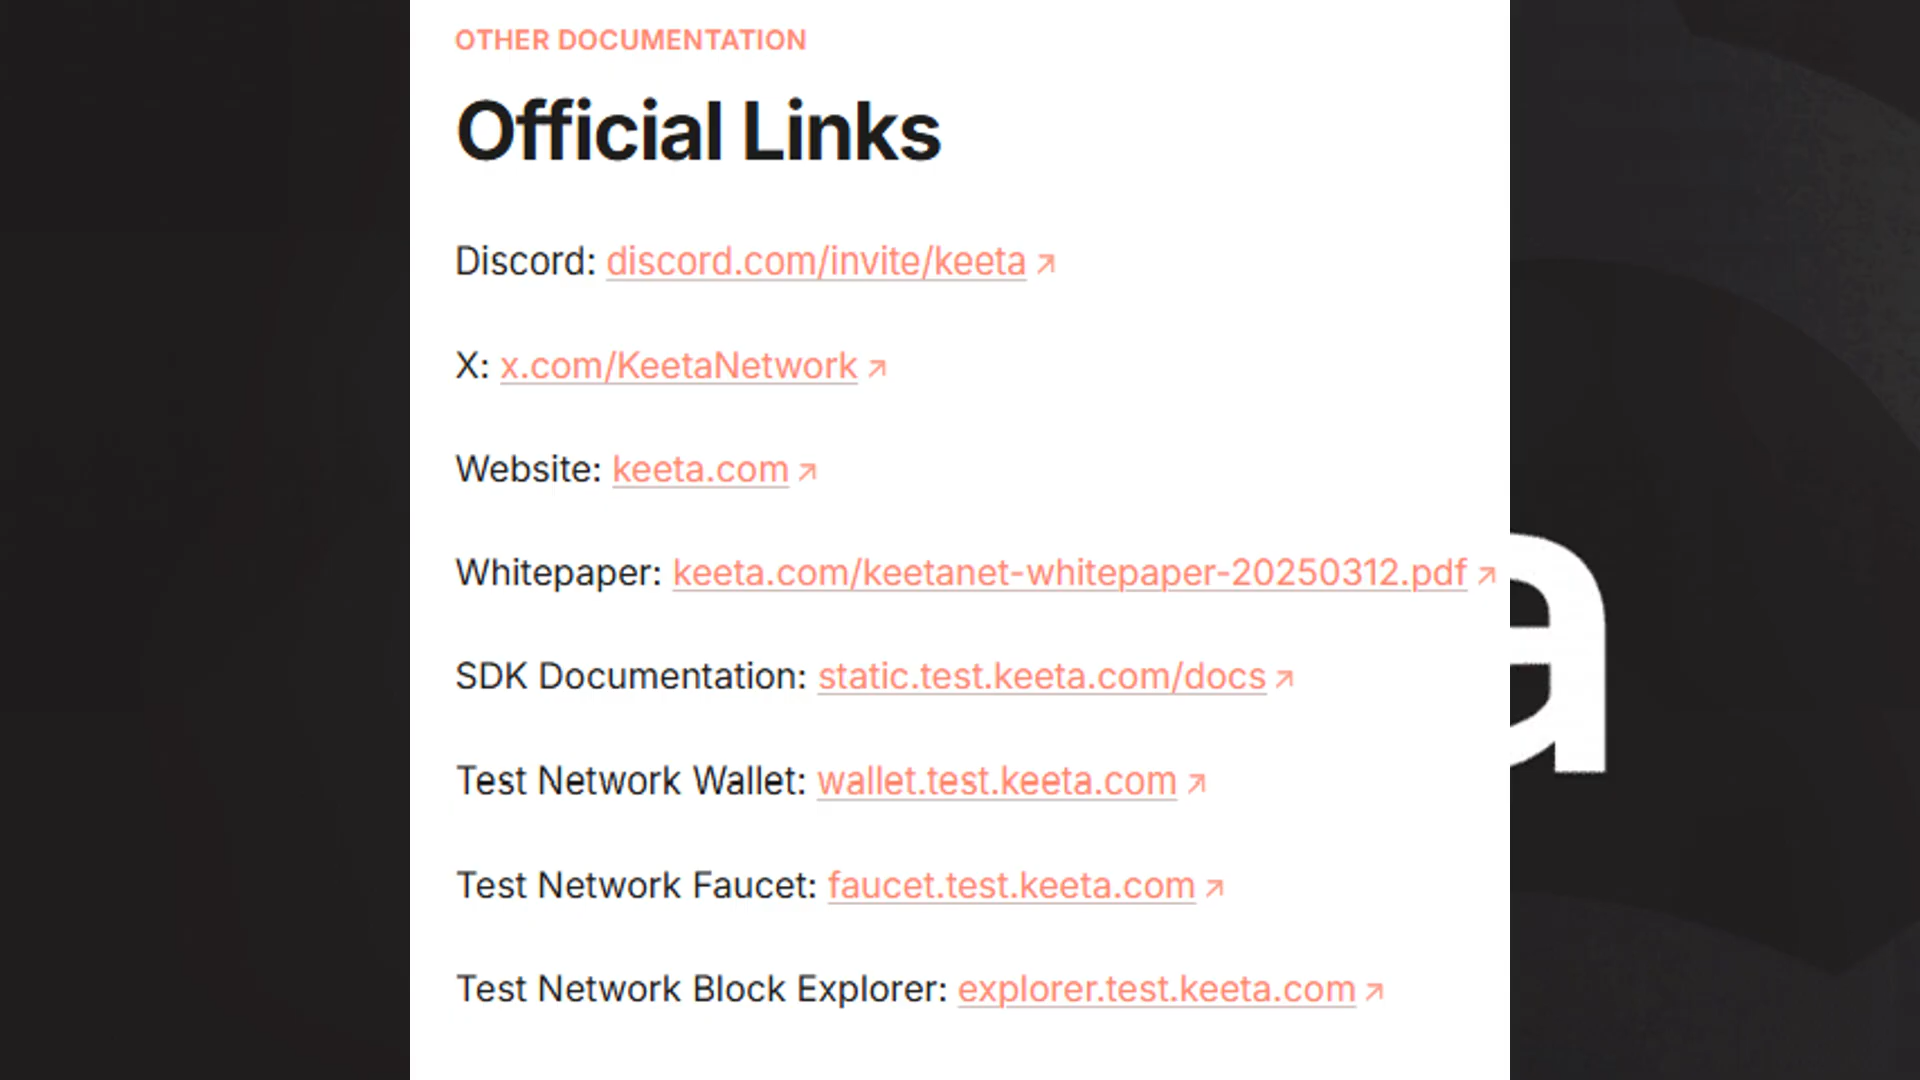 OTHER DOCUMENTATION
Official Links
Discord: discord.com/invite/keeta ↗
X: x.com/KeetaNetwork ↗
Website: keeta.com ↗
Whitepaper: keeta.com/keetanet-whitepaper-20250312.pdf ↗
SDK Documentation: static.test.keeta.com/docs ↗
Test Network Wallet: wallet.test.keeta.com ↗
Test Network Faucet: faucet.test.keeta.com ↗
Test Network Block Explorer: explorer.test.keeta.com ↗
a